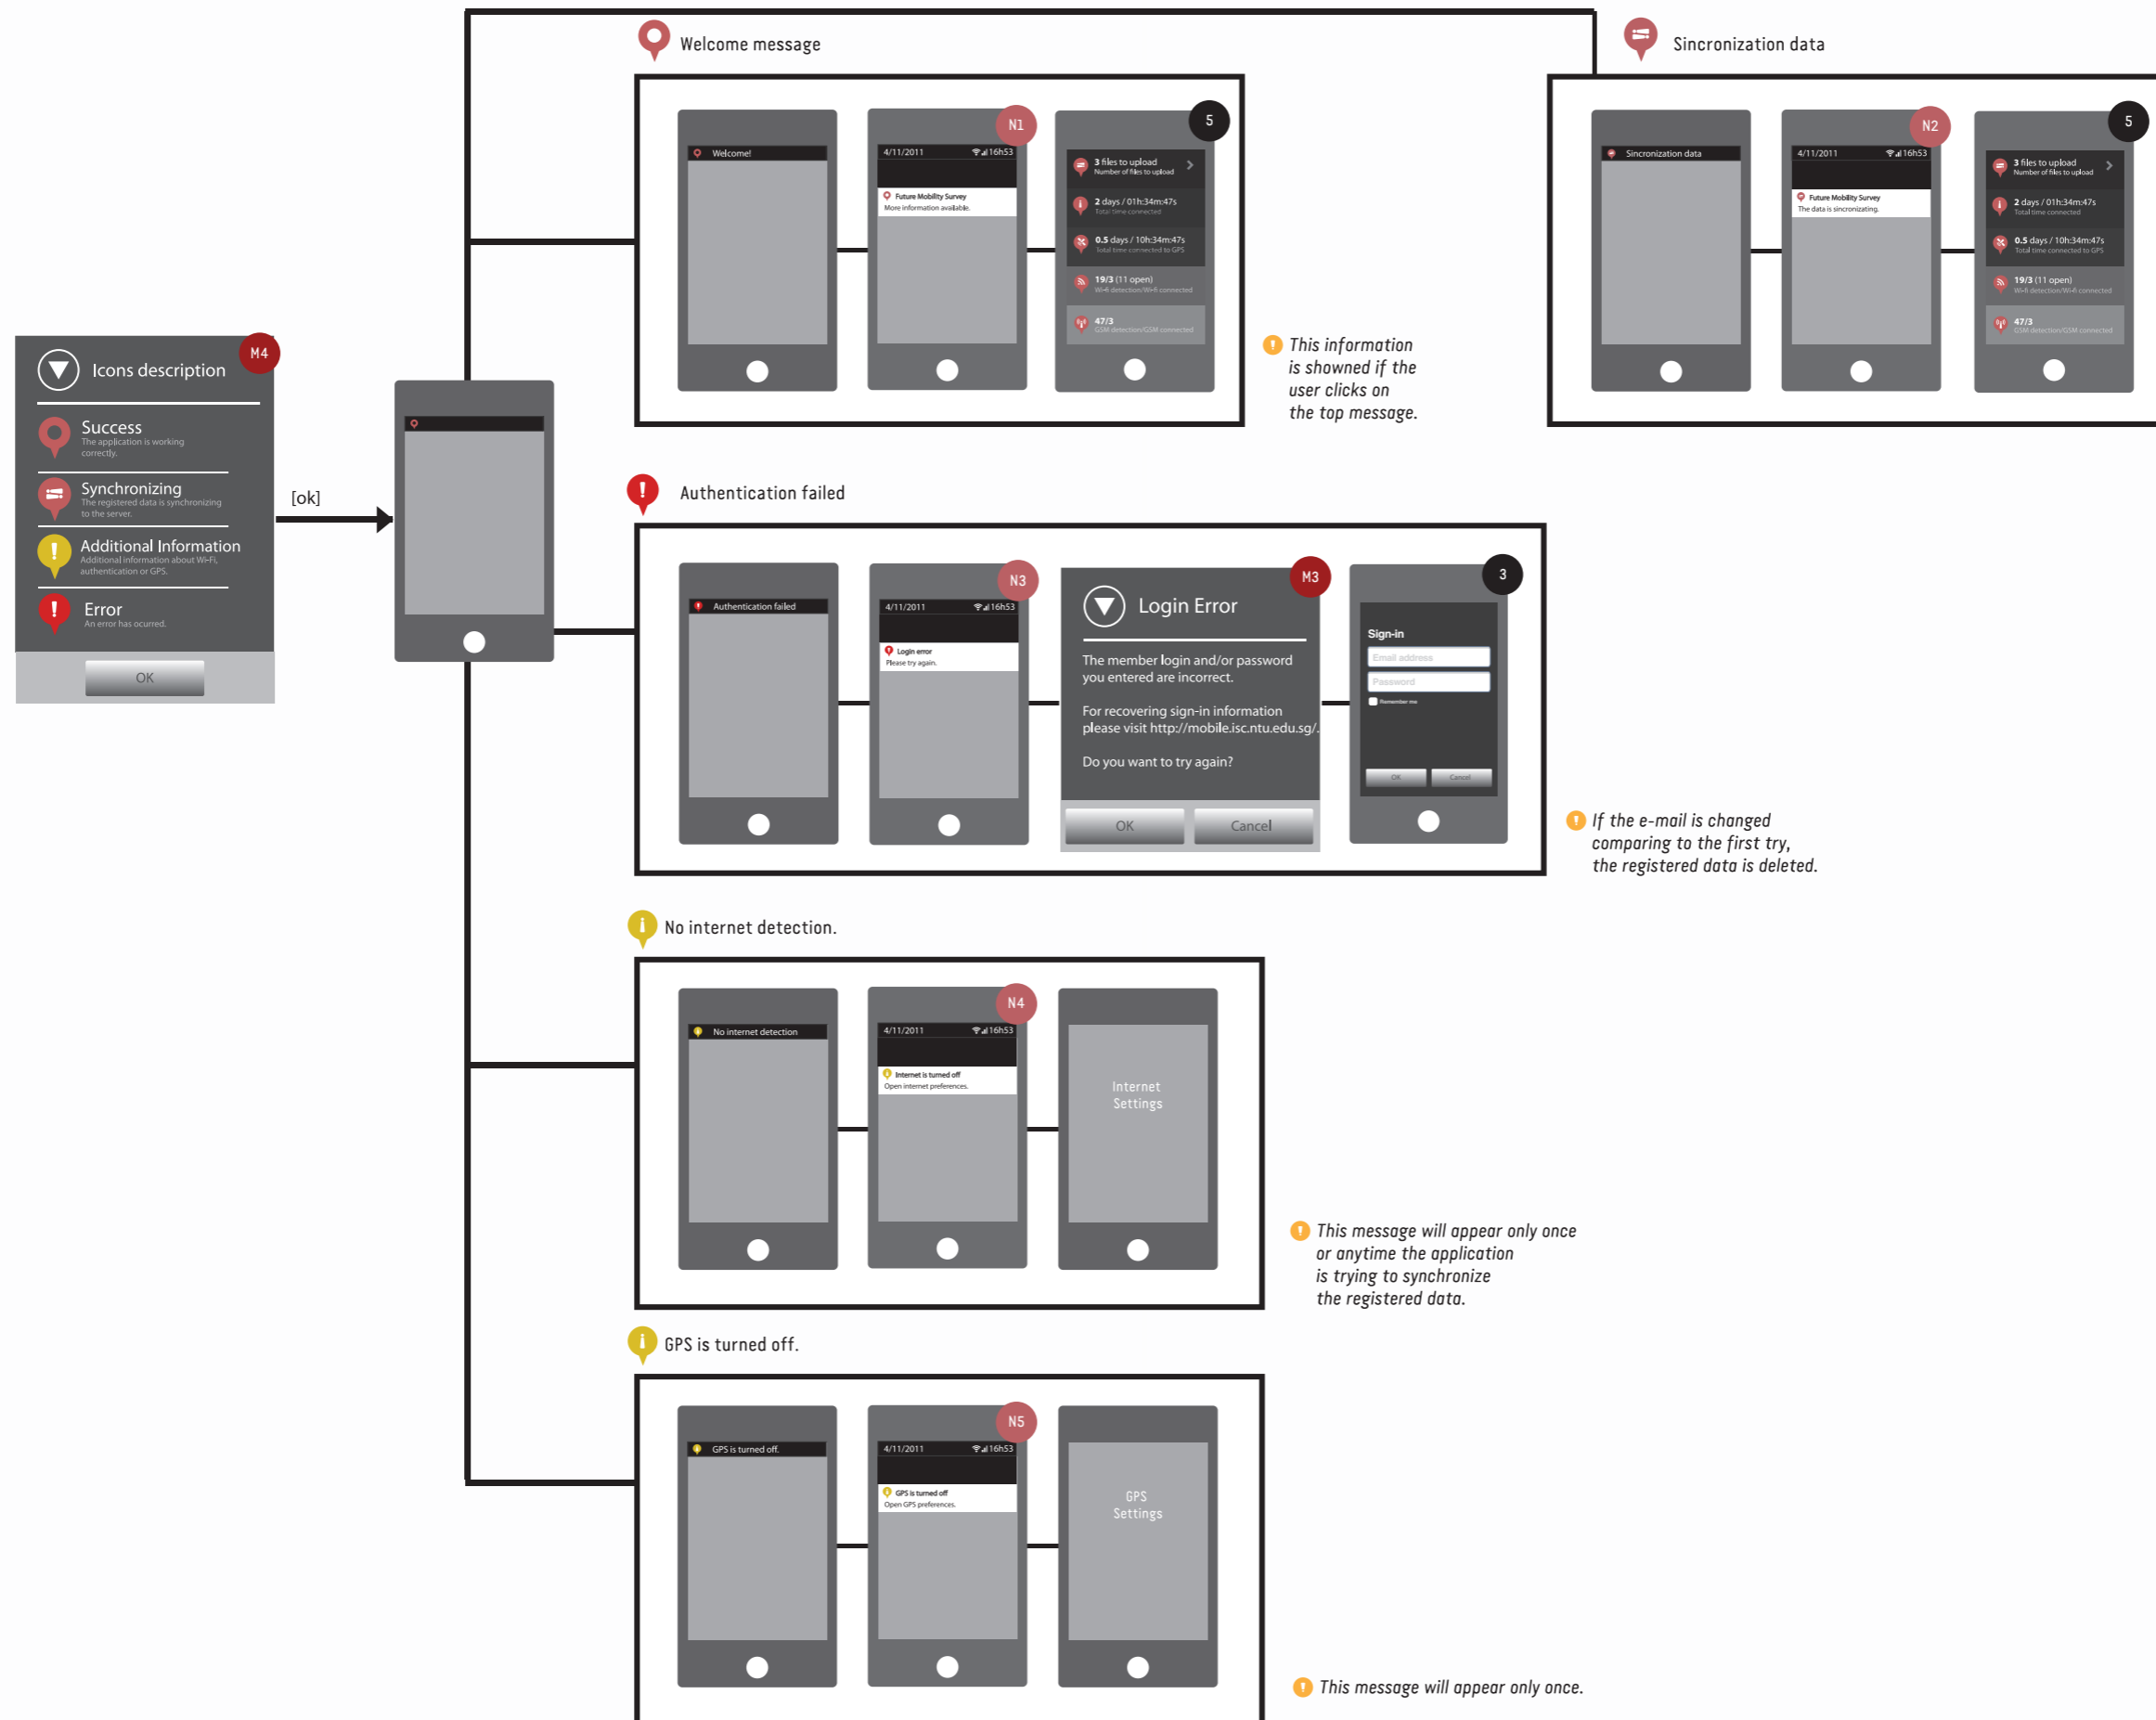 Welcome message
Sincronization data
Welcome!
N1
4/11/2011 16h53
Future Mobility Survey
More information available.
5
3 files to upload
Number of files to upload
2 days / 01h:34m:47s
Total time connected
0.5 days / 10h:34m:47s
Total time connected to GPS
19/3 (11 open)
Wi-fi detection/Wi-fi connected
47/3
GSM detection/GSM connected
This information
is showned if the
user clicks on
the top message.
Sincronization data
N2
4/11/2011 16h53
Future Mobility Survey
The data is sincronizating.
5
3 files to upload
Number of files to upload
2 days / 01h:34m:47s
Total time connected
0.5 days / 10h:34m:47s
Total time connected to GPS
19/3 (11 open)
Wi-fi detection/Wi-fi connected
47/3
GSM detection/GSM connected
M4
Icons description
Success
The application is working
correctly.
Synchronizing
The registered data is synchronizing
to the server.
Additional Information
Additional information about Wi-Fi,
authentication or GPS.
Error
An error has ocurred.
OK
[ok]
Authentication failed
Authentication failed
N3
4/11/2011 16h53
Login error
Please try again.
M3
Login Error
The member login and/or password
you entered are incorrect.
For recovering sign-in information
please visit http://mobile.isc.ntu.edu.sg/.
Do you want to try again?
OK Cancel
3
Sign-in
Email address
Password
Remember me
OK Cancel
If the e-mail is changed
comparing to the first try,
the registered data is deleted.
No internet detection.
No internet detection
N4
4/11/2011 16h53
Internet is turned off
Open internet preferences.
Internet
Settings
This message will appear only once
or anytime the application
is trying to synchronize
the registered data.
GPS is turned off.
GPS is turned off.
N5
4/11/2011 16h53
GPS is turned off
Open GPS preferences.
GPS
Settings
This message will appear only once.